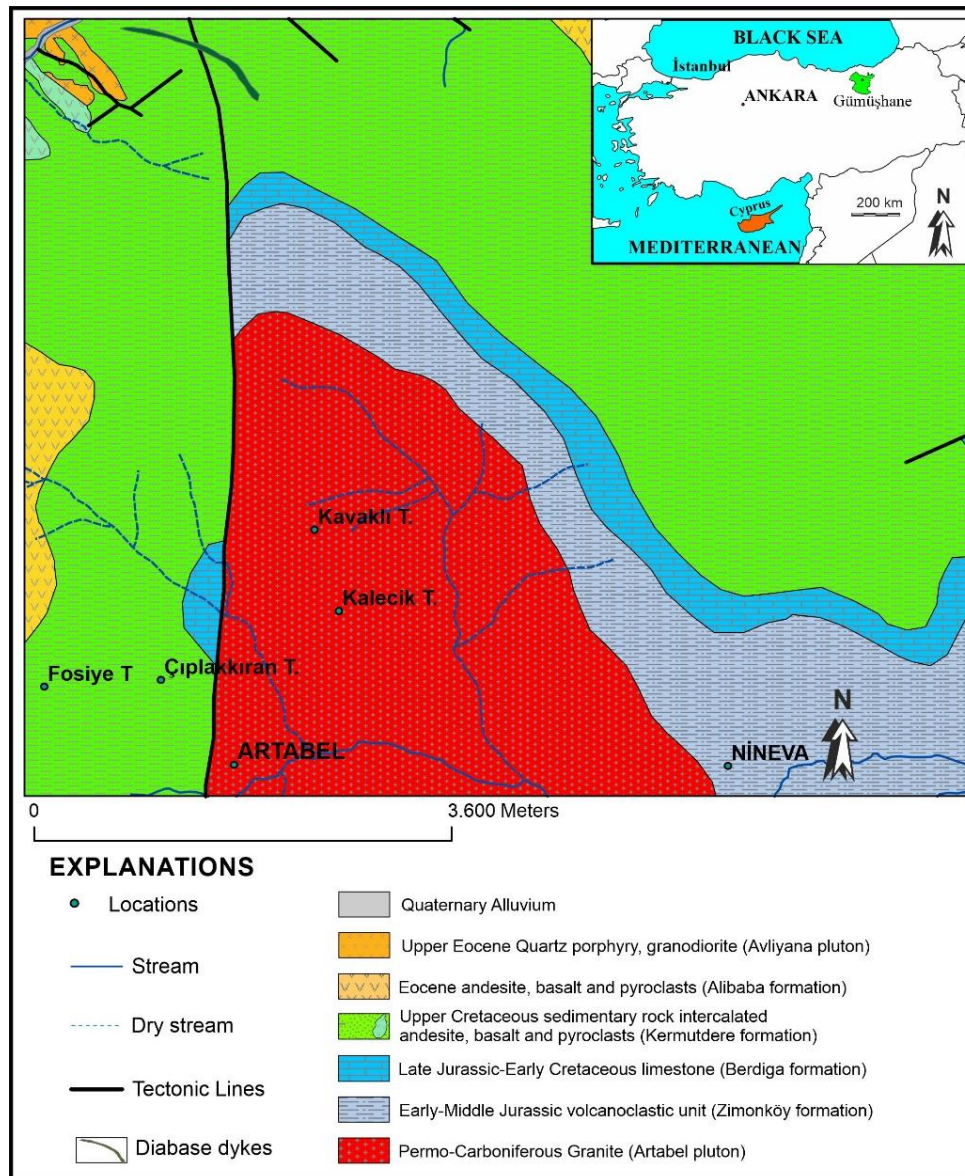 BLACK SEA
İstanbul
ANKARA
Gümüşhane
Cyprus
200 km
N
MEDITERRANEAN
Kavaklı T.
Kalecik T.
Fosiye T
Çıplakkıran T.
N
ARTABEL
NİNEVA
0
3.600 Meters
EXPLANATIONS
Locations
Stream
Dry stream
Tectonic Lines
Diabase dykes
Quaternary Alluvium
Upper Eocene Quartz porphyry, granodiorite (Avliyana pluton)
Eocene andesite, basalt and pyroclasts (Alibaba formation)
Upper Cretaceous sedimentary rock intercalated
andesite, basalt and pyroclasts (Kermutdere formation)
Late Jurassic-Early Cretaceous limestone (Berdiga formation)
Early-Middle Jurassic volcanoclastic unit (Zimonköy formation)
Permo-Carboniferous Granite (Artabel pluton)